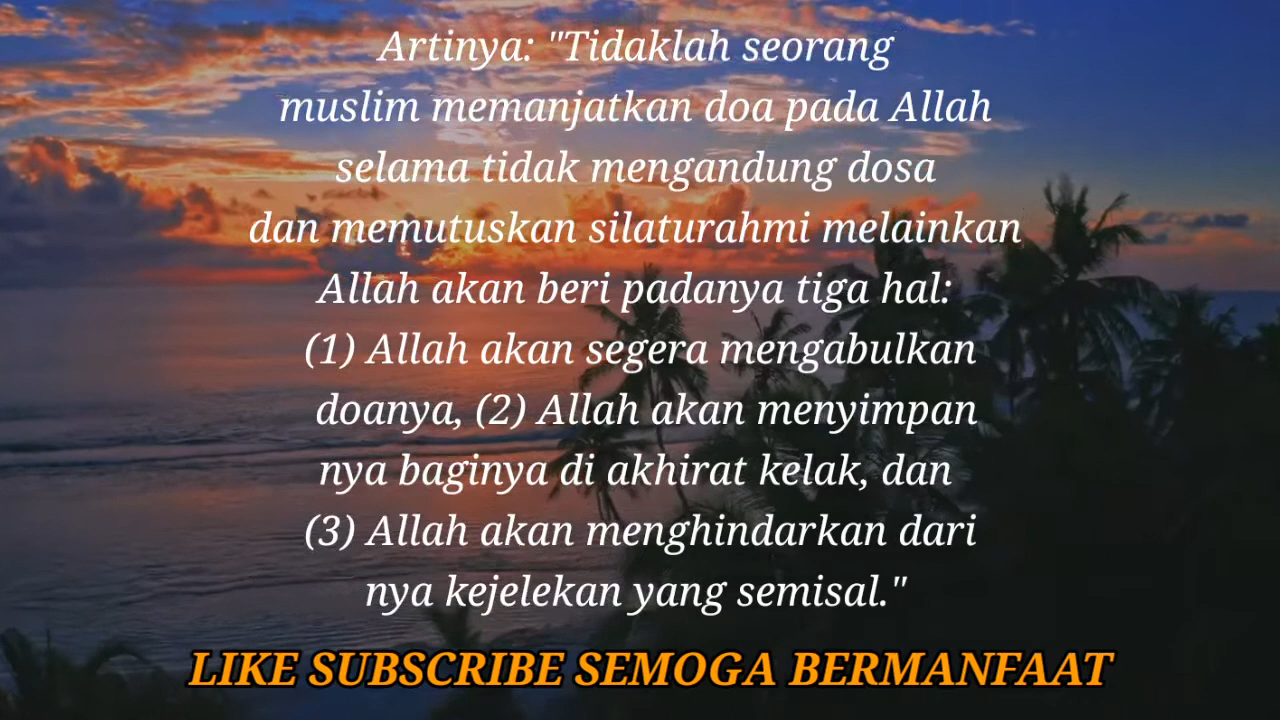 Artinya: "Tidaklah seorang
muslim memanjatkan doa pada Allah
selama tidak mengandung dosa
dan memutuskan silaturahmi melainkan
Allah akan beri padanya tiga hal:
(1) Allah akan segera mengabulkan
doanya, (2) Allah akan menyimpan
nya baginya di akhirat kelak, dan
(3) Allah akan menghindarkan dari
nya kejelekan yang semisal."
LIKE SUBSCRIBE SEMOGA BERMANFAAT